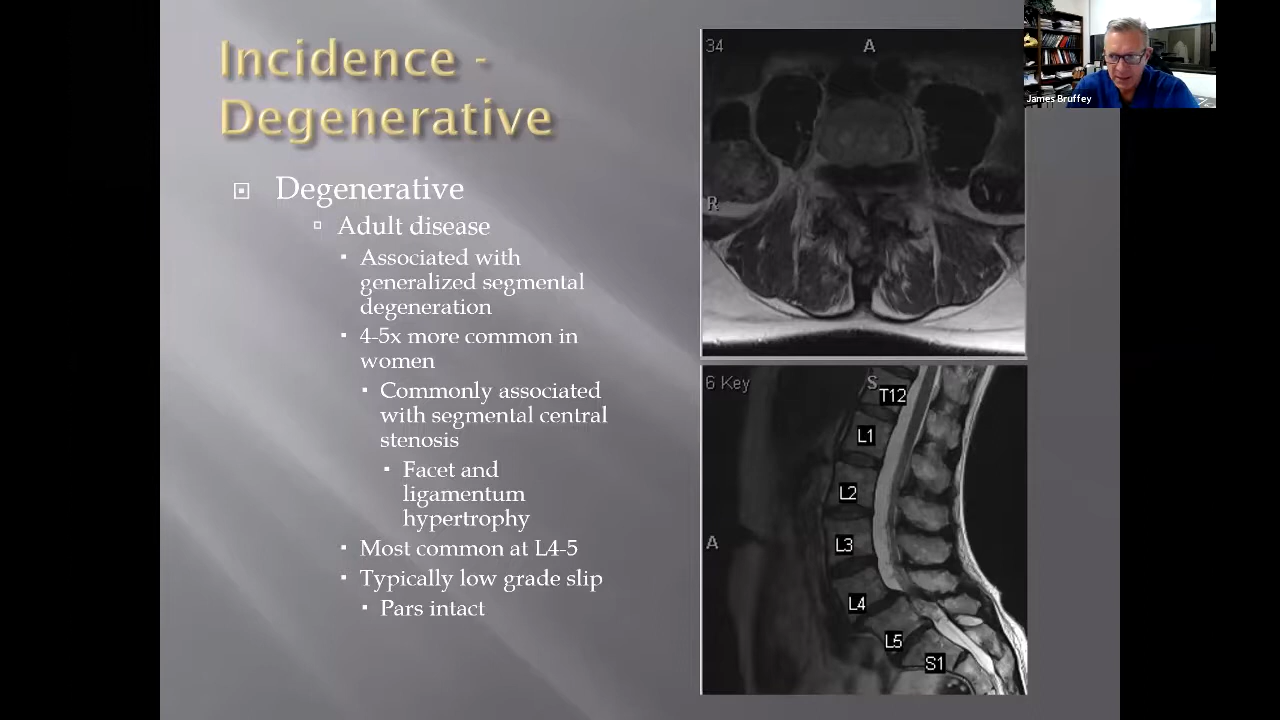 Incidence -
Degenerative
Degenerative
Adult disease
Associated with
generalized segmental
degeneration
4-5x more common in
women
Commonly associated
with segmental central
stenosis
Facet and
ligamentum
hypertrophy
Most common at L4-5
Typically low grade slip
Pars intact
34
A
R
6 Key
S
T12
L1
L2
L3
A
L4
L5
S1
James Bruffey